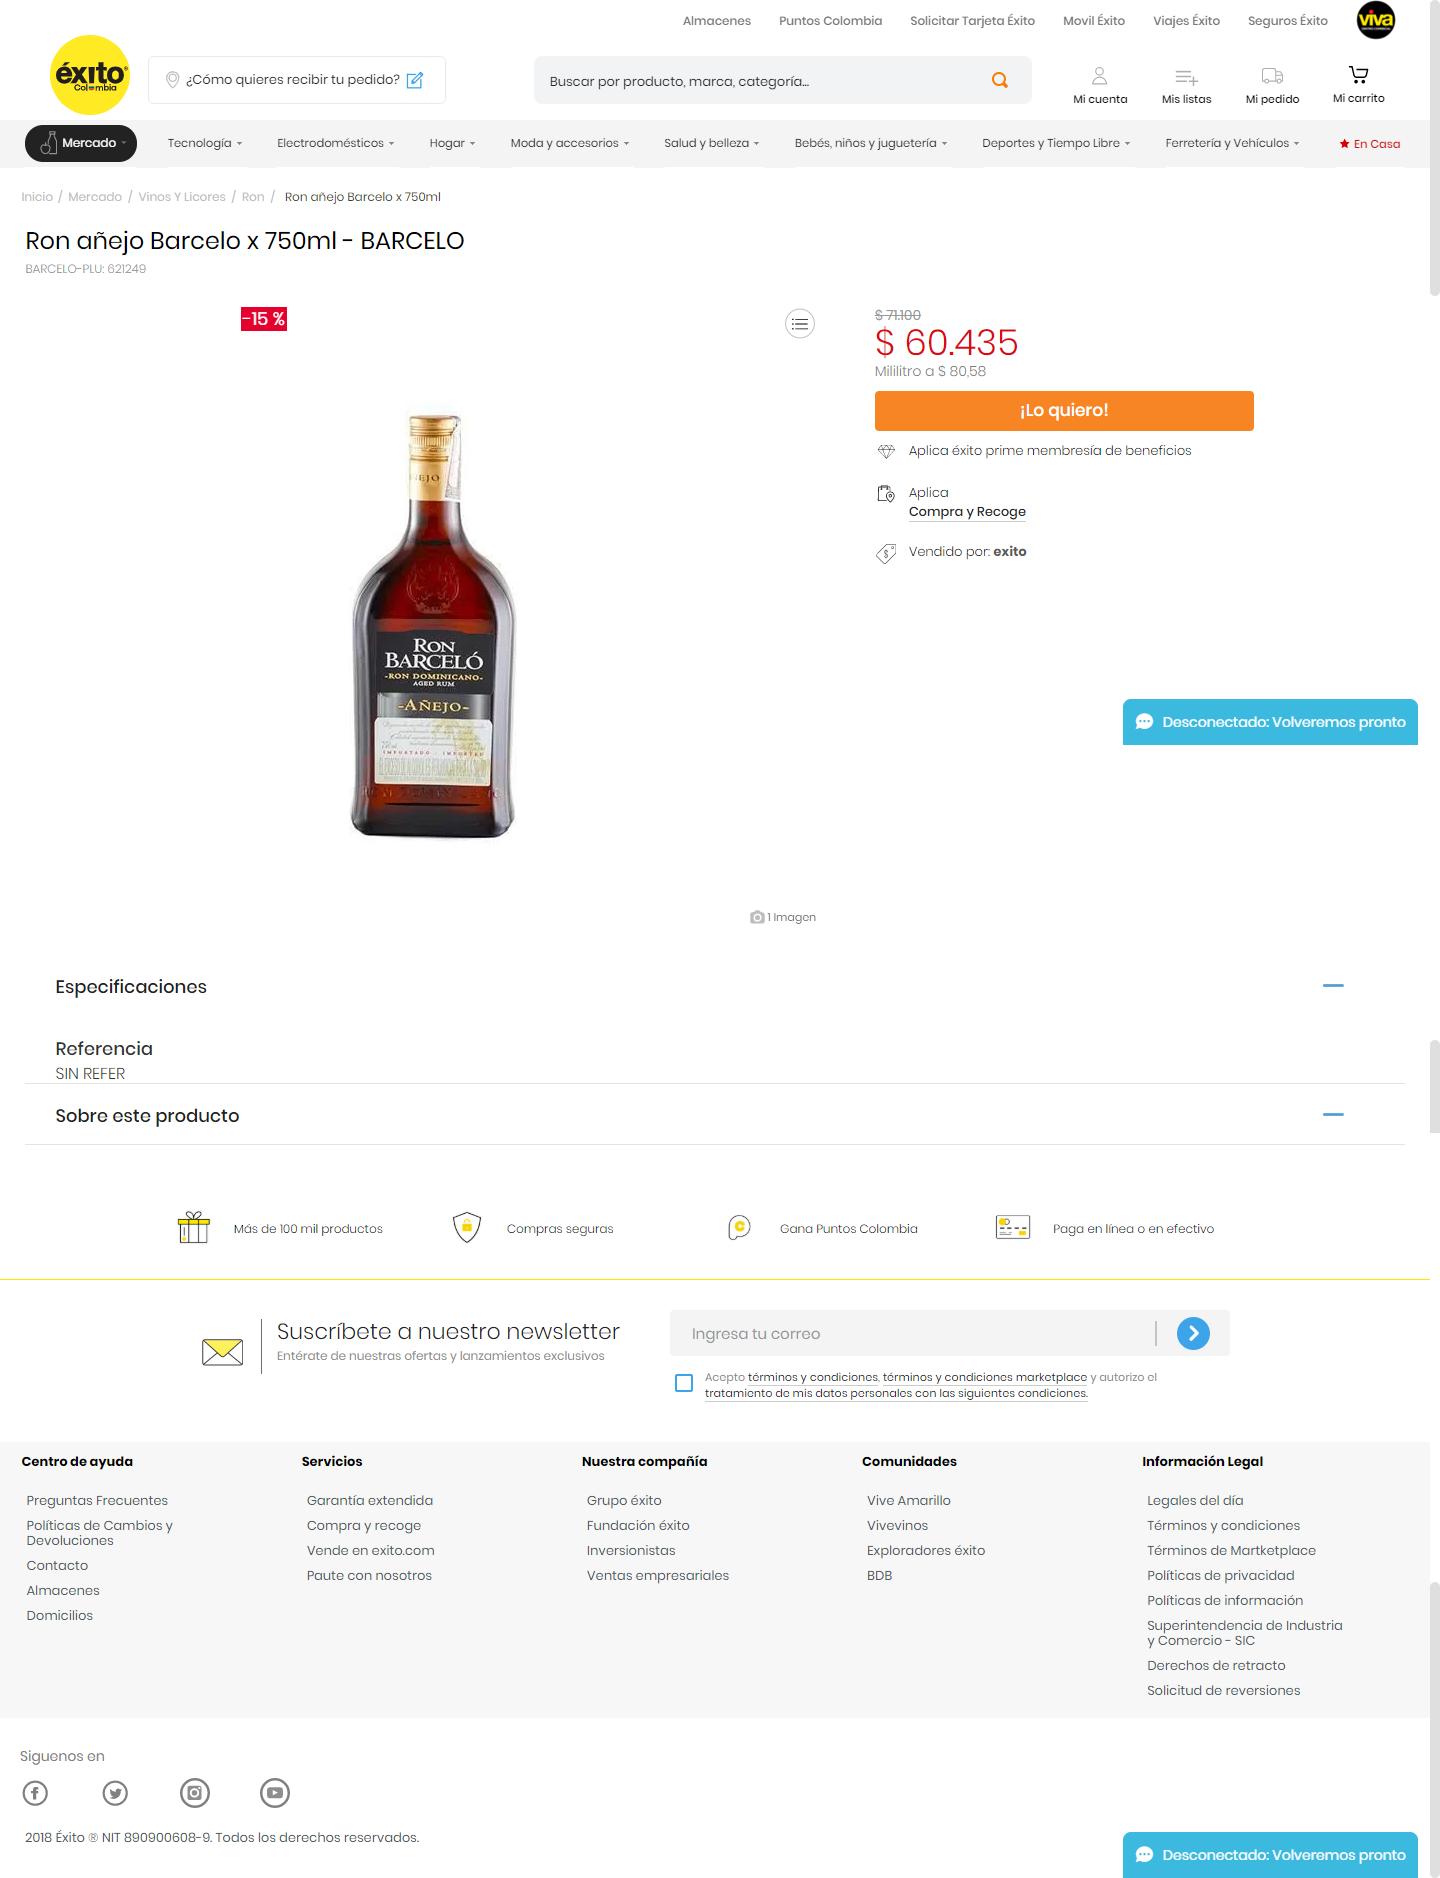 Almacenes Puntos Colombia Solicitar Tarjeta Éxito Movil Éxito Viajes Éxito Seguros Éxito viva
éxito
Colombia
¿Cómo quieres recibir tu pedido?
Buscar por producto, marca, categoría...
Mi cuenta Mis listas Mi pedido Mi carrito
Mercado Tecnología Electrodomésticos Hogar Moda y accesorios Salud y belleza Bebés, niños y juguetería Deportes y Tiempo Libre Ferretería y Vehículos En Casa
Inicio / Mercado / Vinos Y Licores / Ron / Ron añejo Barcelo x 750ml
Ron añejo Barcelo x 750ml - BARCELO
BARCELO-PLU: 621249
-15 %
$ 71.100
$ 60.435
Mililitro a $ 80,58
¡Lo quiero!
Aplica éxito prime membresía de beneficios
Aplica
Compra y Recoge
Vendido por: exito
RON
BARCELÓ
-RON DOMINICANO-
AGED RUM
-AÑEJO-
IMPORTADO - IMPORTED
Desconectado: Volveremos pronto
1 Imagen
Especificaciones
Referencia
SIN REFER
Sobre este producto
Más de 100 mil productos Compras seguras Gana Puntos Colombia Paga en línea o en efectivo
Suscríbete a nuestro newsletter
Entérate de nuestras ofertas y lanzamientos exclusivos
Ingresa tu correo
Acepto términos y condiciones, términos y condiciones marketplace y autorizo el
tratamiento de mis datos personales con las siguientes condiciones.
Centro de ayuda
Preguntas Frecuentes
Políticas de Cambios y
Devoluciones
Contacto
Almacenes
Domicilios
Servicios
Garantía extendida
Compra y recoge
Vende en exito.com
Paute con nosotros
Nuestra compañía
Grupo éxito
Fundación éxito
Inversionistas
Ventas empresariales
Comunidades
Vive Amarillo
Vivevinos
Exploradores éxito
BDB
Información Legal
Legales del día
Términos y condiciones
Términos de Martketplace
Políticas de privacidad
Políticas de información
Superintendencia de Industria
y Comercio - SIC
Derechos de retracto
Solicitud de reversiones
Siguenos en
2018 Éxito ® NIT 890900608-9. Todos los derechos reservados.
Desconectado: Volveremos pronto